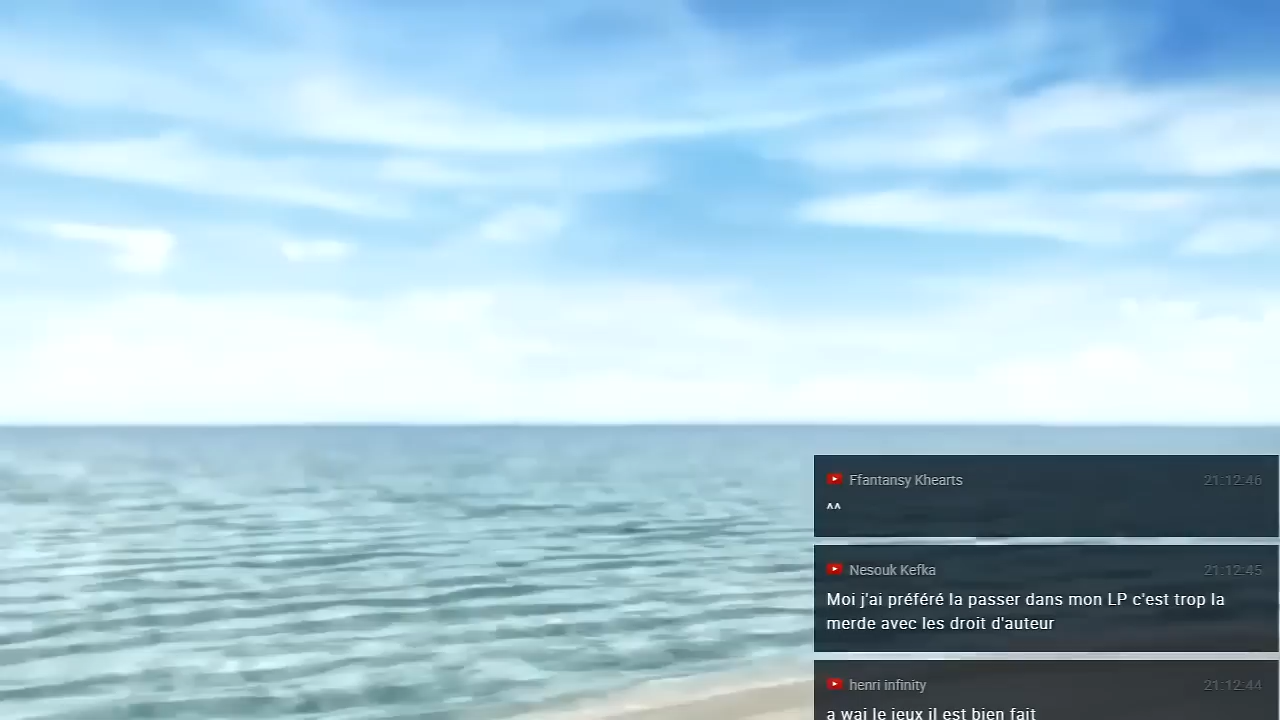 Ffantansy Khearts 21:12:46
^^
Nesouk Kefka 21:12:45
Moi j'ai préféré la passer dans mon LP c'est trop la
merde avec les droit d'auteur
henri infinity 21:12:44
a wai le jeux il est bien fait